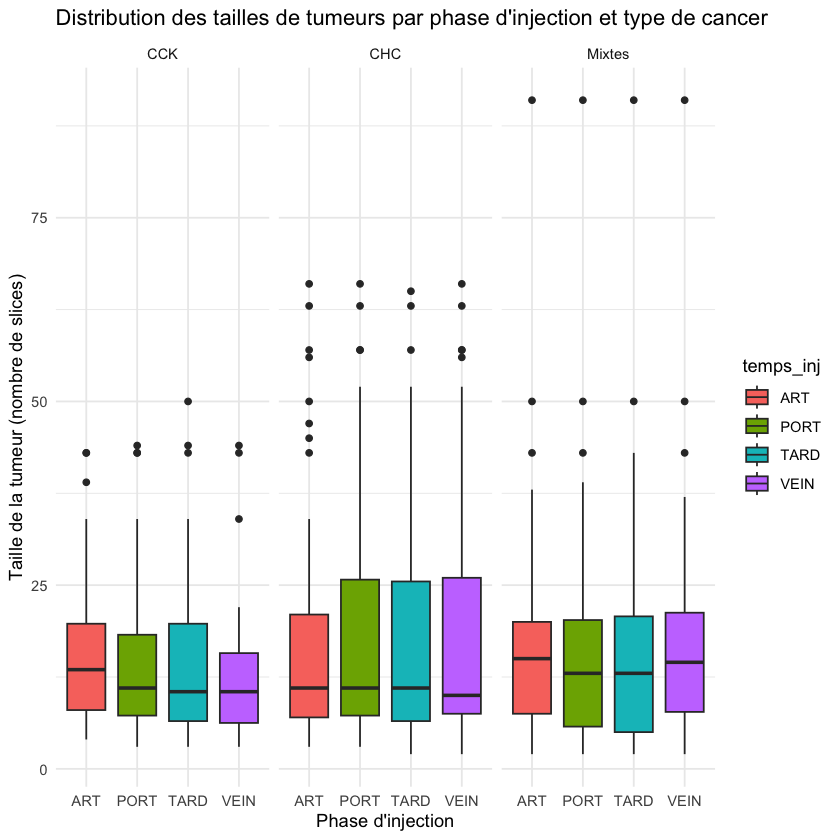 Distribution des tailles de tumeurs par phase d'injection et type de cancer
CCK CHC Mixtes
Taille de la tumeur (nombre de slices)
75
50
25
0
ART PORT TARD VEIN ART PORT TARD VEIN ART PORT TARD VEIN
Phase d'injection
temps_inj
ART
PORT
TARD
VEIN